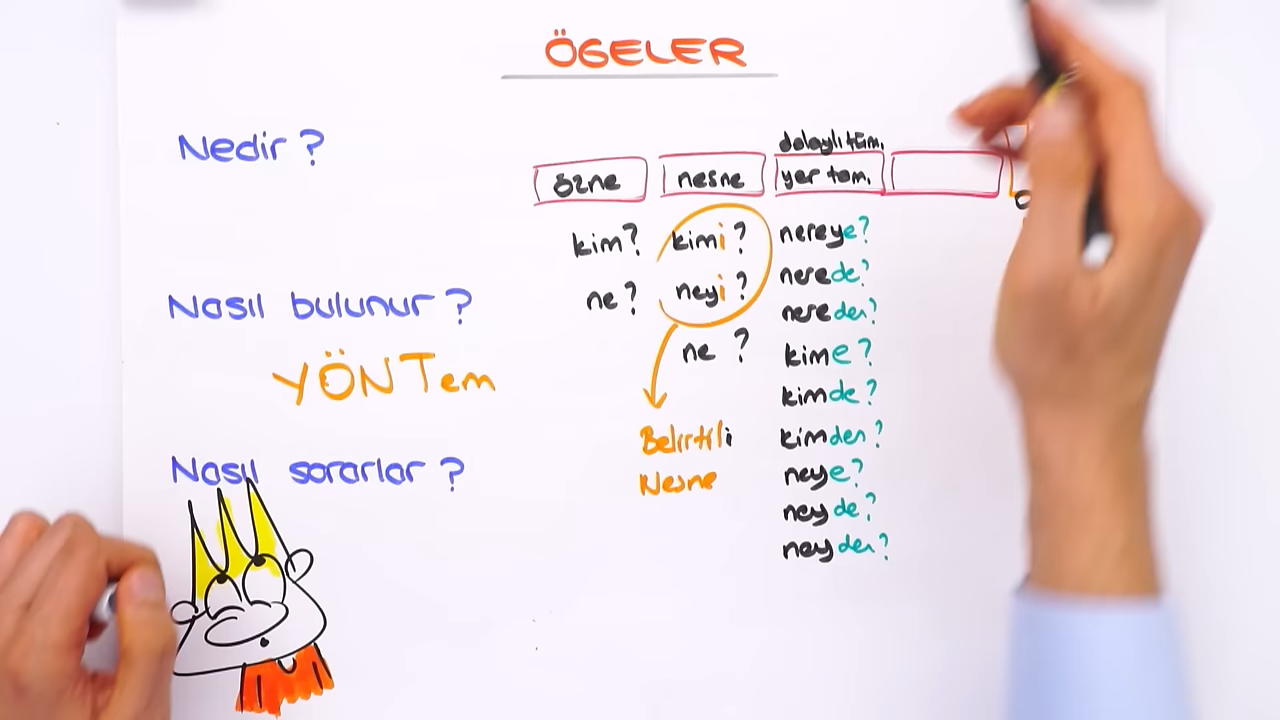 ÖGELER
Nedir ?
Nasıl bulunur ?
YÖNTem
Nasıl sorarlar ?
özne
kim ?
ne ?
nesne
kimi ?
neyi ?
ne ?
Belirtili
Nesne
dolaylı tüm.
yer tam.
nereye?
nerede?
nereden?
kime?
kimde?
kimden?
neye?
neyde?
neyden?